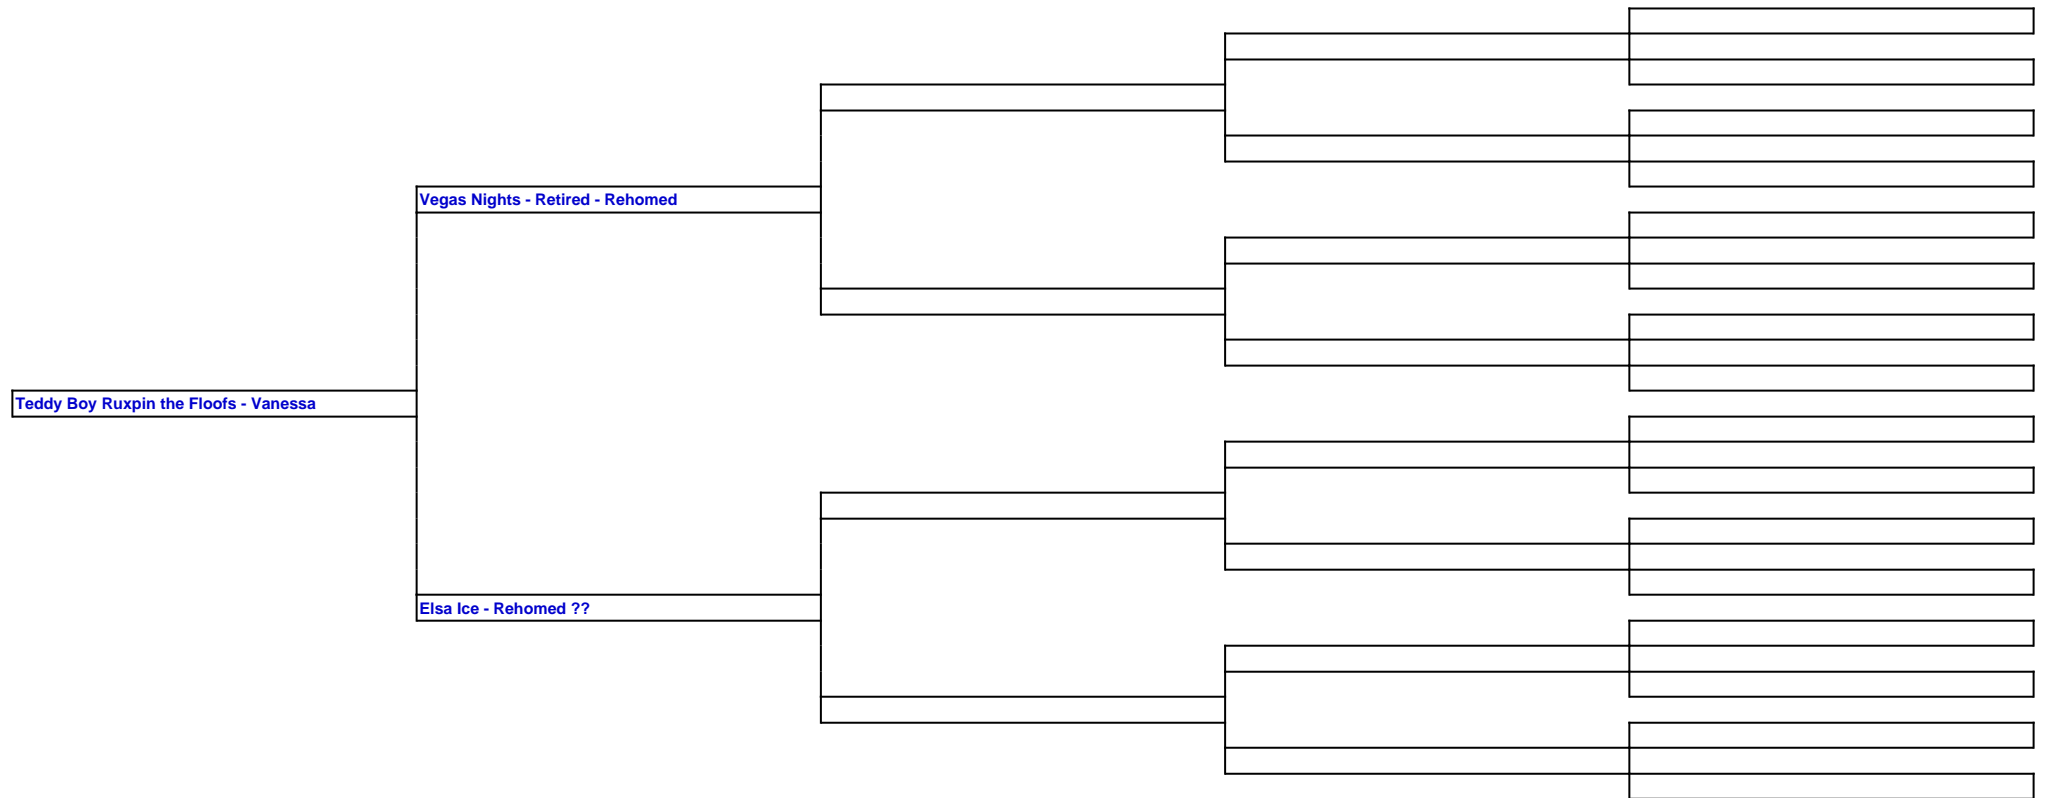 Vegas Nights - Retired - Rehomed
Teddy Boy Ruxpin the Floofs - Vanessa
Elsa Ice - Rehomed ??